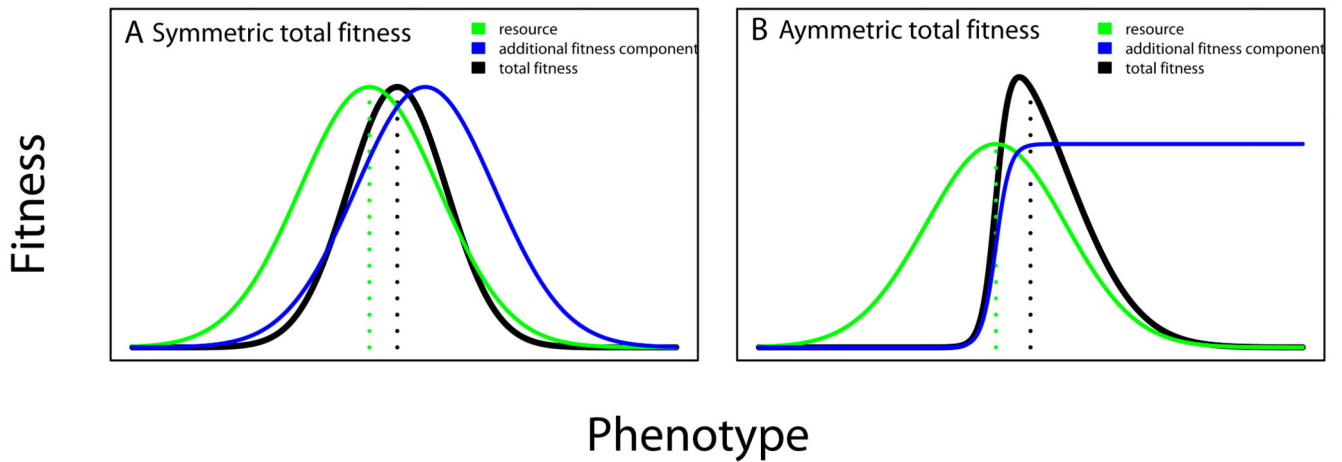 A Symmetric total fitness
resource
additional fitness component
total fitness
B Aymmetric total fitness
resource
additional fitness component
total fitness
Fitness
Phenotype